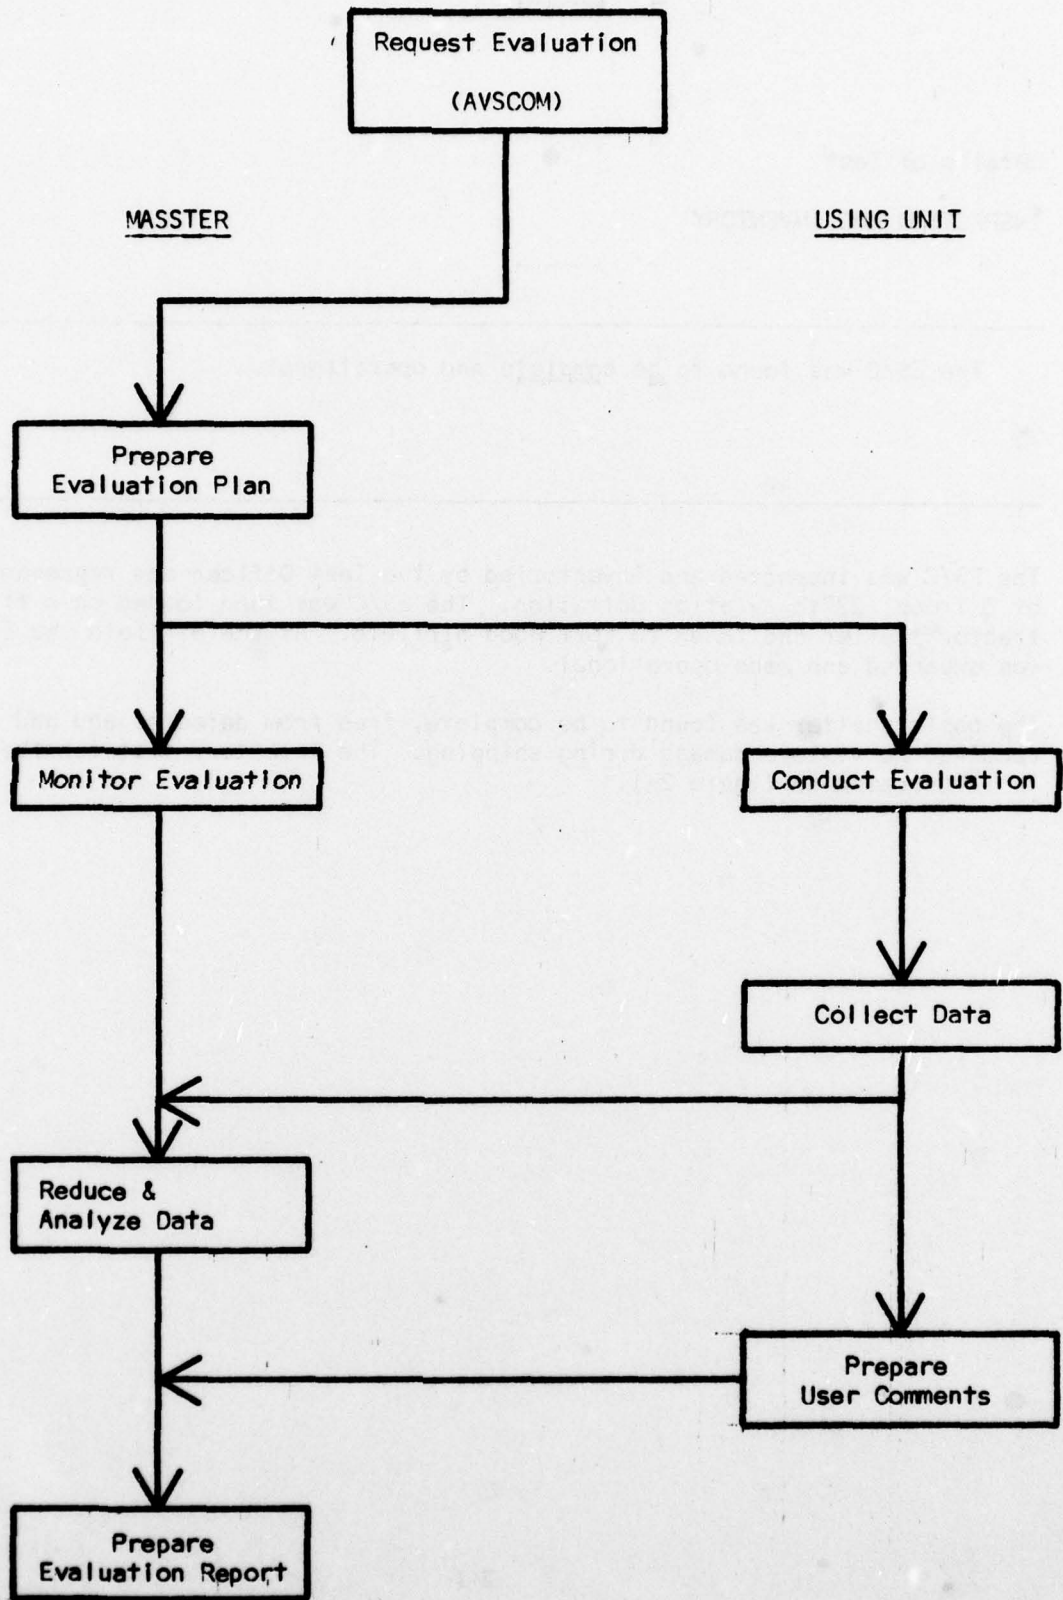 Request Evaluation
(AVSCOM)
MASSTER
USING UNIT
Prepare
Evaluation Plan
Monitor Evaluation
Conduct Evaluation
Collect Data
Reduce &
Analyze Data
Prepare
User Comments
Prepare
Evaluation Report